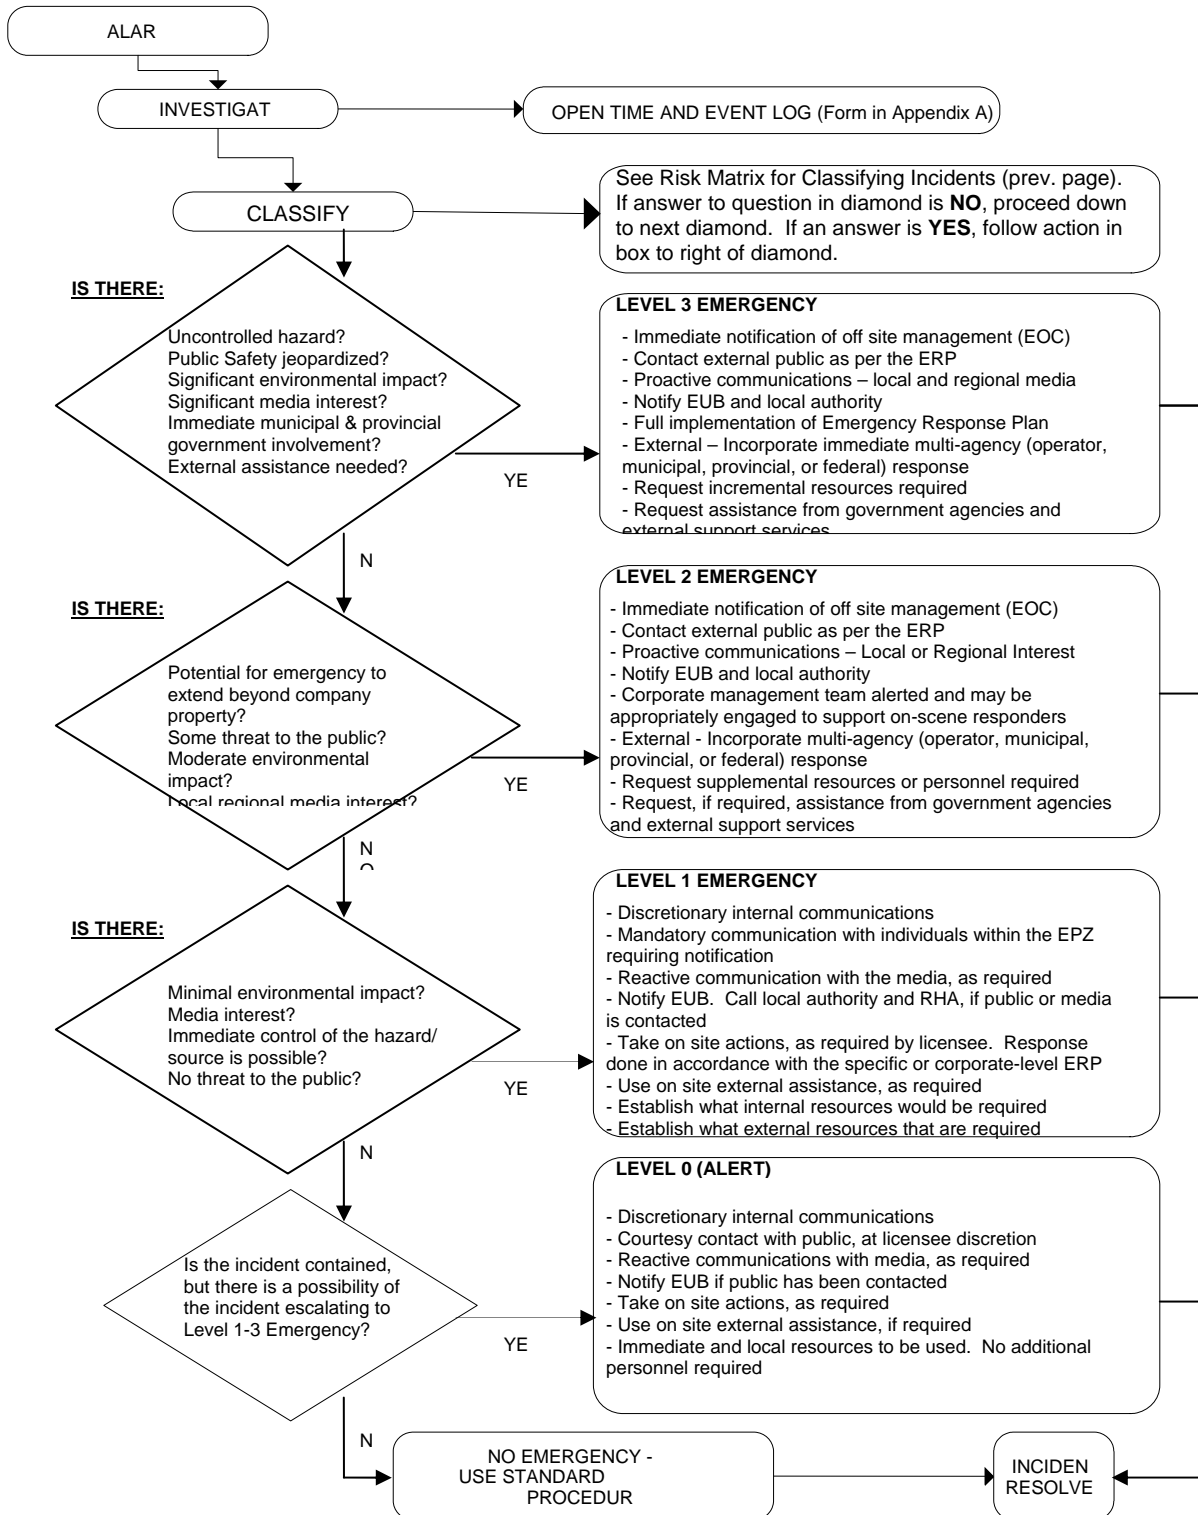 ALAR
INVESTIGAT
OPEN TIME AND EVENT LOG (Form in Appendix A)
CLASSIFY
See Risk Matrix for Classifying Incidents (prev. page).
If answer to question in diamond is NO, proceed down
to next diamond.  If an answer is YES, follow action in
box to right of diamond.
IS THERE:
Uncontrolled hazard?
Public Safety jeopardized?
Significant environmental impact?
Significant media interest?
Immediate municipal & provincial
government involvement?
External assistance needed?
YE
LEVEL 3 EMERGENCY
- Immediate notification of off site management (EOC)
- Contact external public as per the ERP
- Proactive communications – local and regional media
- Notify EUB and local authority
- Full implementation of Emergency Response Plan
- External – Incorporate immediate multi-agency (operator,
municipal, provincial, or federal) response
- Request incremental resources required
- Request assistance from government agencies and
external support services
N
IS THERE:
Potential for emergency to
extend beyond company
property?
Some threat to the public?
Moderate environmental
impact?
Local regional media interest?
YE
LEVEL 2 EMERGENCY
- Immediate notification of off site management (EOC)
- Contact external public as per the ERP
- Proactive communications – Local or Regional Interest
- Notify EUB and local authority
- Corporate management team alerted and may be
appropriately engaged to support on-scene responders
- External - Incorporate multi-agency (operator, municipal,
provincial, or federal) response
- Request supplemental resources or personnel required
- Request, if required, assistance from government agencies
and external support services
N
O
IS THERE:
Minimal environmental impact?
Media interest?
Immediate control of the hazard/
source is possible?
No threat to the public?
YE
LEVEL 1 EMERGENCY
- Discretionary internal communications
- Mandatory communication with individuals within the EPZ
requiring notification
- Reactive communication with the media, as required
- Notify EUB.  Call local authority and RHA, if public or media
is contacted
- Take on site actions, as required by licensee.  Response
done in accordance with the specific or corporate-level ERP
- Use on site external assistance, as required
- Establish what internal resources would be required
- Establish what external resources that are required
N
Is the incident contained,
but there is a possibility of
the incident escalating to
Level 1-3 Emergency?
YE
LEVEL 0 (ALERT)
- Discretionary internal communications
- Courtesy contact with public, at licensee discretion
- Reactive communications with media, as required
- Notify EUB if public has been contacted
- Take on site actions, as required
- Use on site external assistance, if required
- Immediate and local resources to be used.  No additional
personnel required
N
NO EMERGENCY -
USE STANDARD
PROCEDUR
INCIDEN
RESOLVE